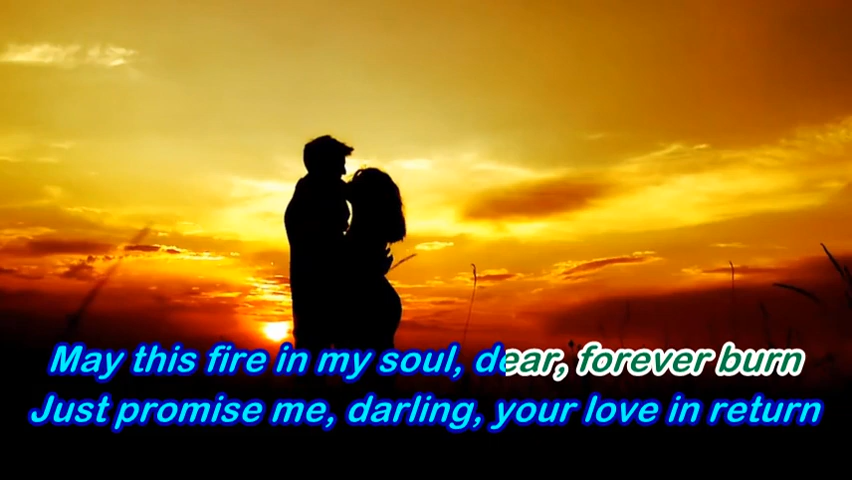 May this fire in my soul, dear, forever burn
Just promise me, darling, your love in return